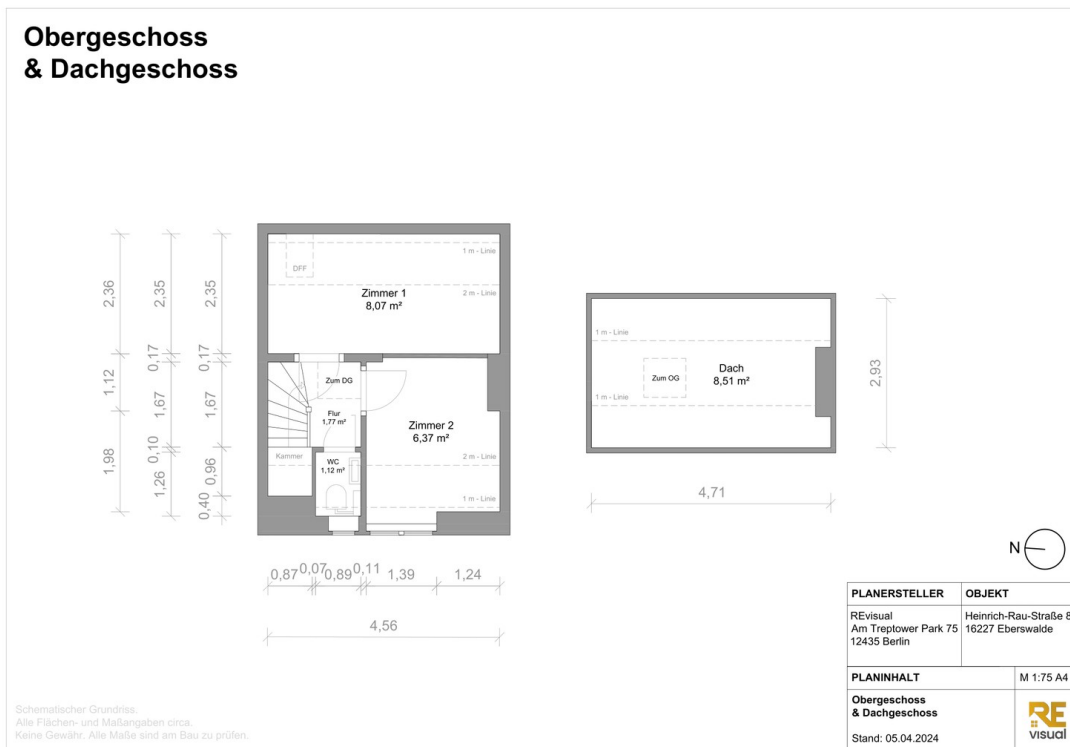 Obergeschoss
& Dachgeschoss
2,36
1,12
1,98
2,35
0,17
1,67
0,10
1,26
2,35
0,17
1,67
0,96
0,40
DFF
1 m - Linie
2 m - Linie
Zimmer 1
8,07 m²
Zum DG
Flur
1,77 m²
Zimmer 2
6,37 m²
Kammer
WC
1,12 m²
2 m - Linie
1 m - Linie
0,87
0,07
0,89
0,11
1,39
1,24
4,56
1 m - Linie
Dach
8,51 m²
Zum OG
1 m - Linie
2,93
4,71
N
PLANERSTELLER
OBJEKT
REvisual
Am Treptower Park 75
12435 Berlin
Heinrich-Rau-Straße 8
16227 Eberswalde
PLANINHALT
M 1:75 A4
Obergeschoss
& Dachgeschoss
Stand: 05.04.2024
RE
visual
Schematischer Grundriss.
Alle Flächen- und Maßangaben circa.
Keine Gewähr. Alle Maße sind am Bau zu prüfen.